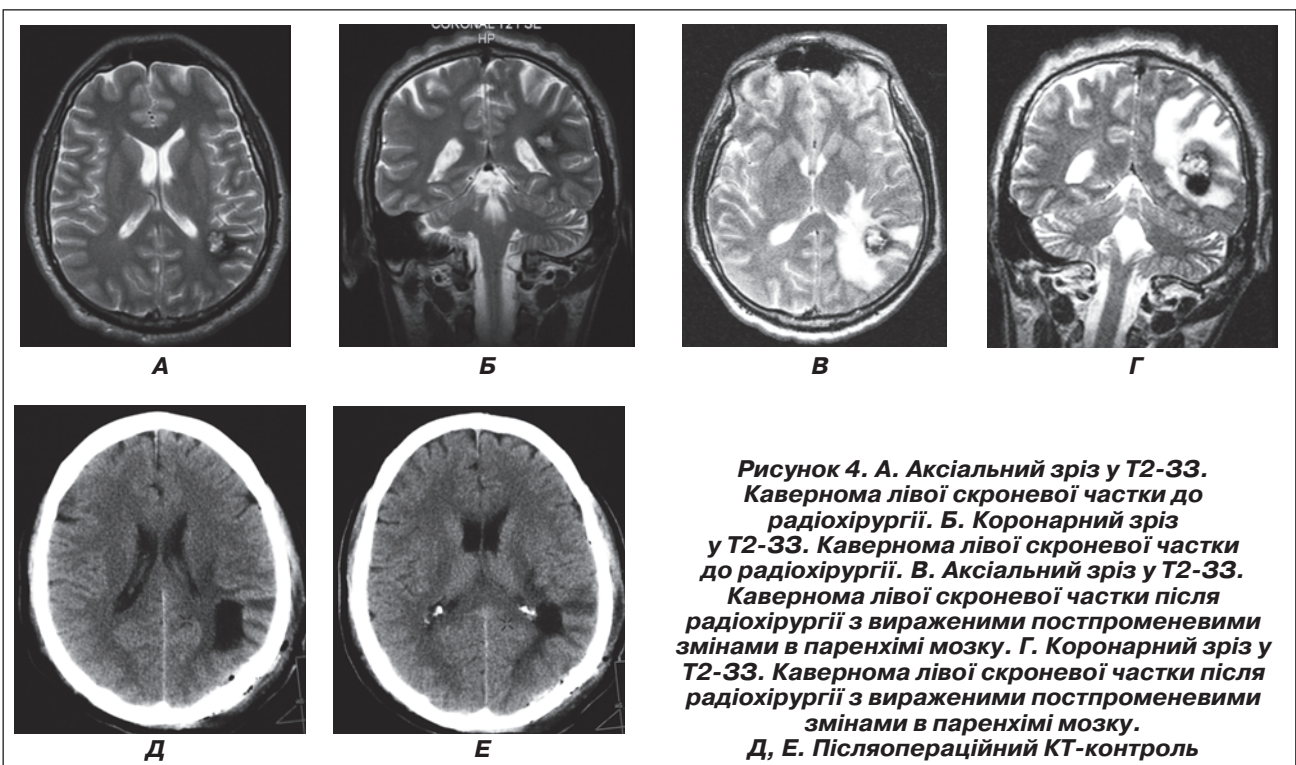 CORONAL T2 FSE
HP
А
Б
В
Г
Д
Е
Рисунок 4. А. Аксіальний зріз у Т2-ЗЗ.
Кавернома лівої скроневої частки до
радіохірургії. Б. Коронарний зріз
у Т2-ЗЗ. Кавернома лівої скроневої частки
до радіохірургії. В. Аксіальний зріз у Т2-ЗЗ.
Кавернома лівої скроневої частки після
радіохірургії з вираженими постпроменевими
змінами в паренхімі мозку. Г. Коронарний зріз у
Т2-ЗЗ. Кавернома лівої скроневої частки після
радіохірургії з вираженими постпроменевими
змінами в паренхімі мозку.
Д, Е. Післяопераційний КТ-контроль